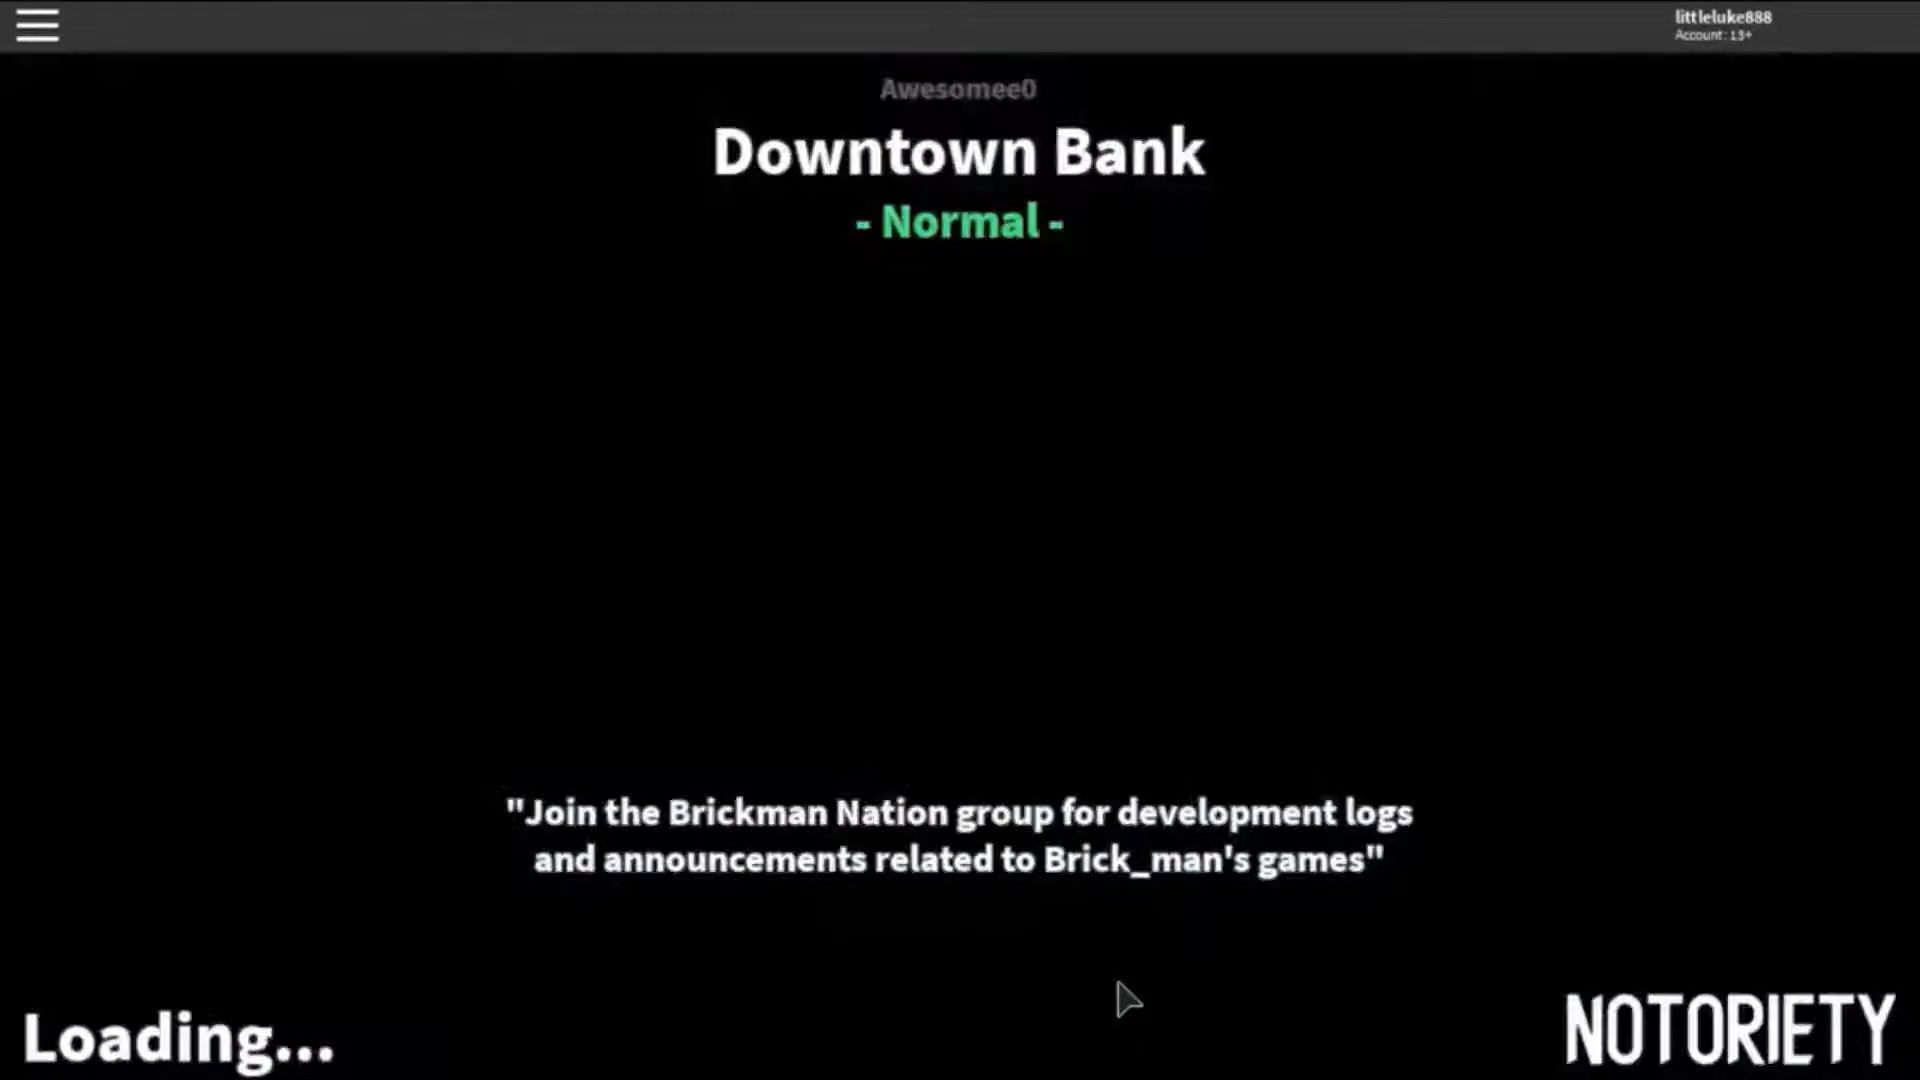 littleluke888
Account: 13+
Awesomee0
Downtown Bank
- Normal -
"Join the Brickman Nation group for development logs
and announcements related to Brick_man's games"
Loading...
NOTORIETY